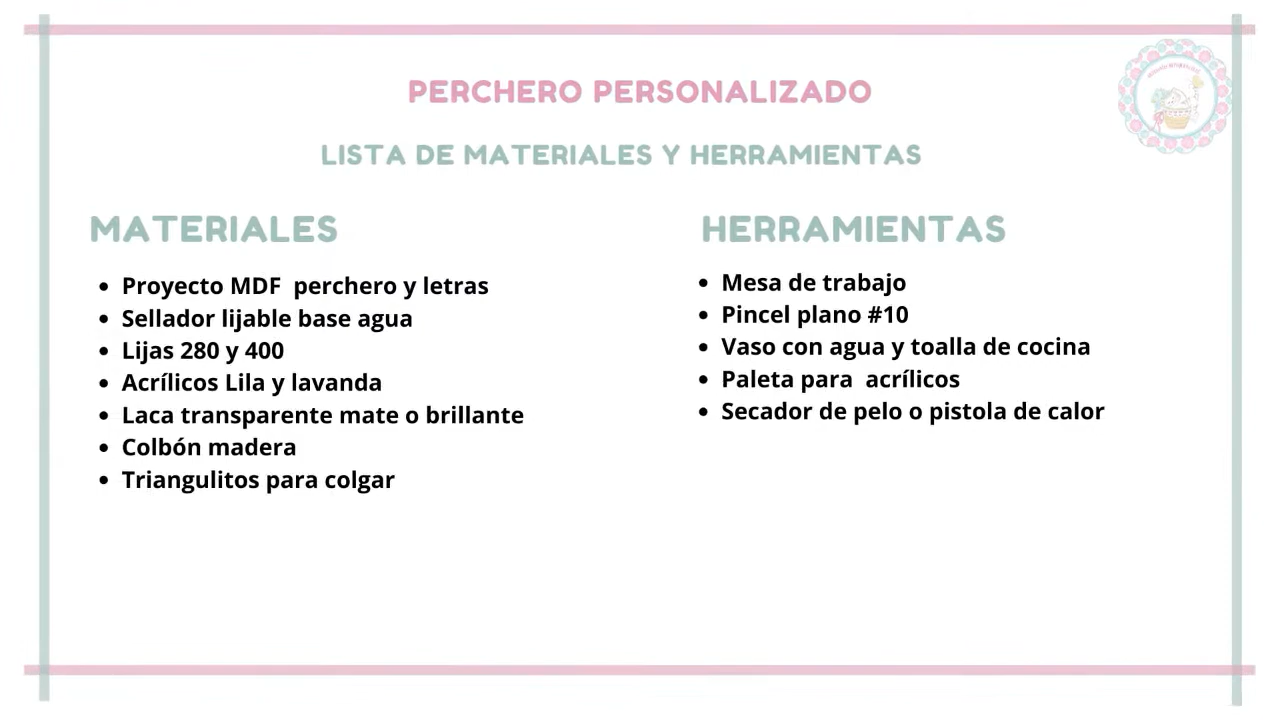 PERCHERO PERSONALIZADO
LISTA DE MATERIALES Y HERRAMIENTAS
MATERIALES
Proyecto MDF perchero y letras
Sellador lijable base agua
Lijas 280 y 400
Acrílicos Lila y lavanda
Laca transparente mate o brillante
Colbón madera
Triangulitos para colgar
HERRAMIENTAS
Mesa de trabajo
Pincel plano #10
Vaso con agua y toalla de cocina
Paleta para acrílicos
Secador de pelo o pistola de calor